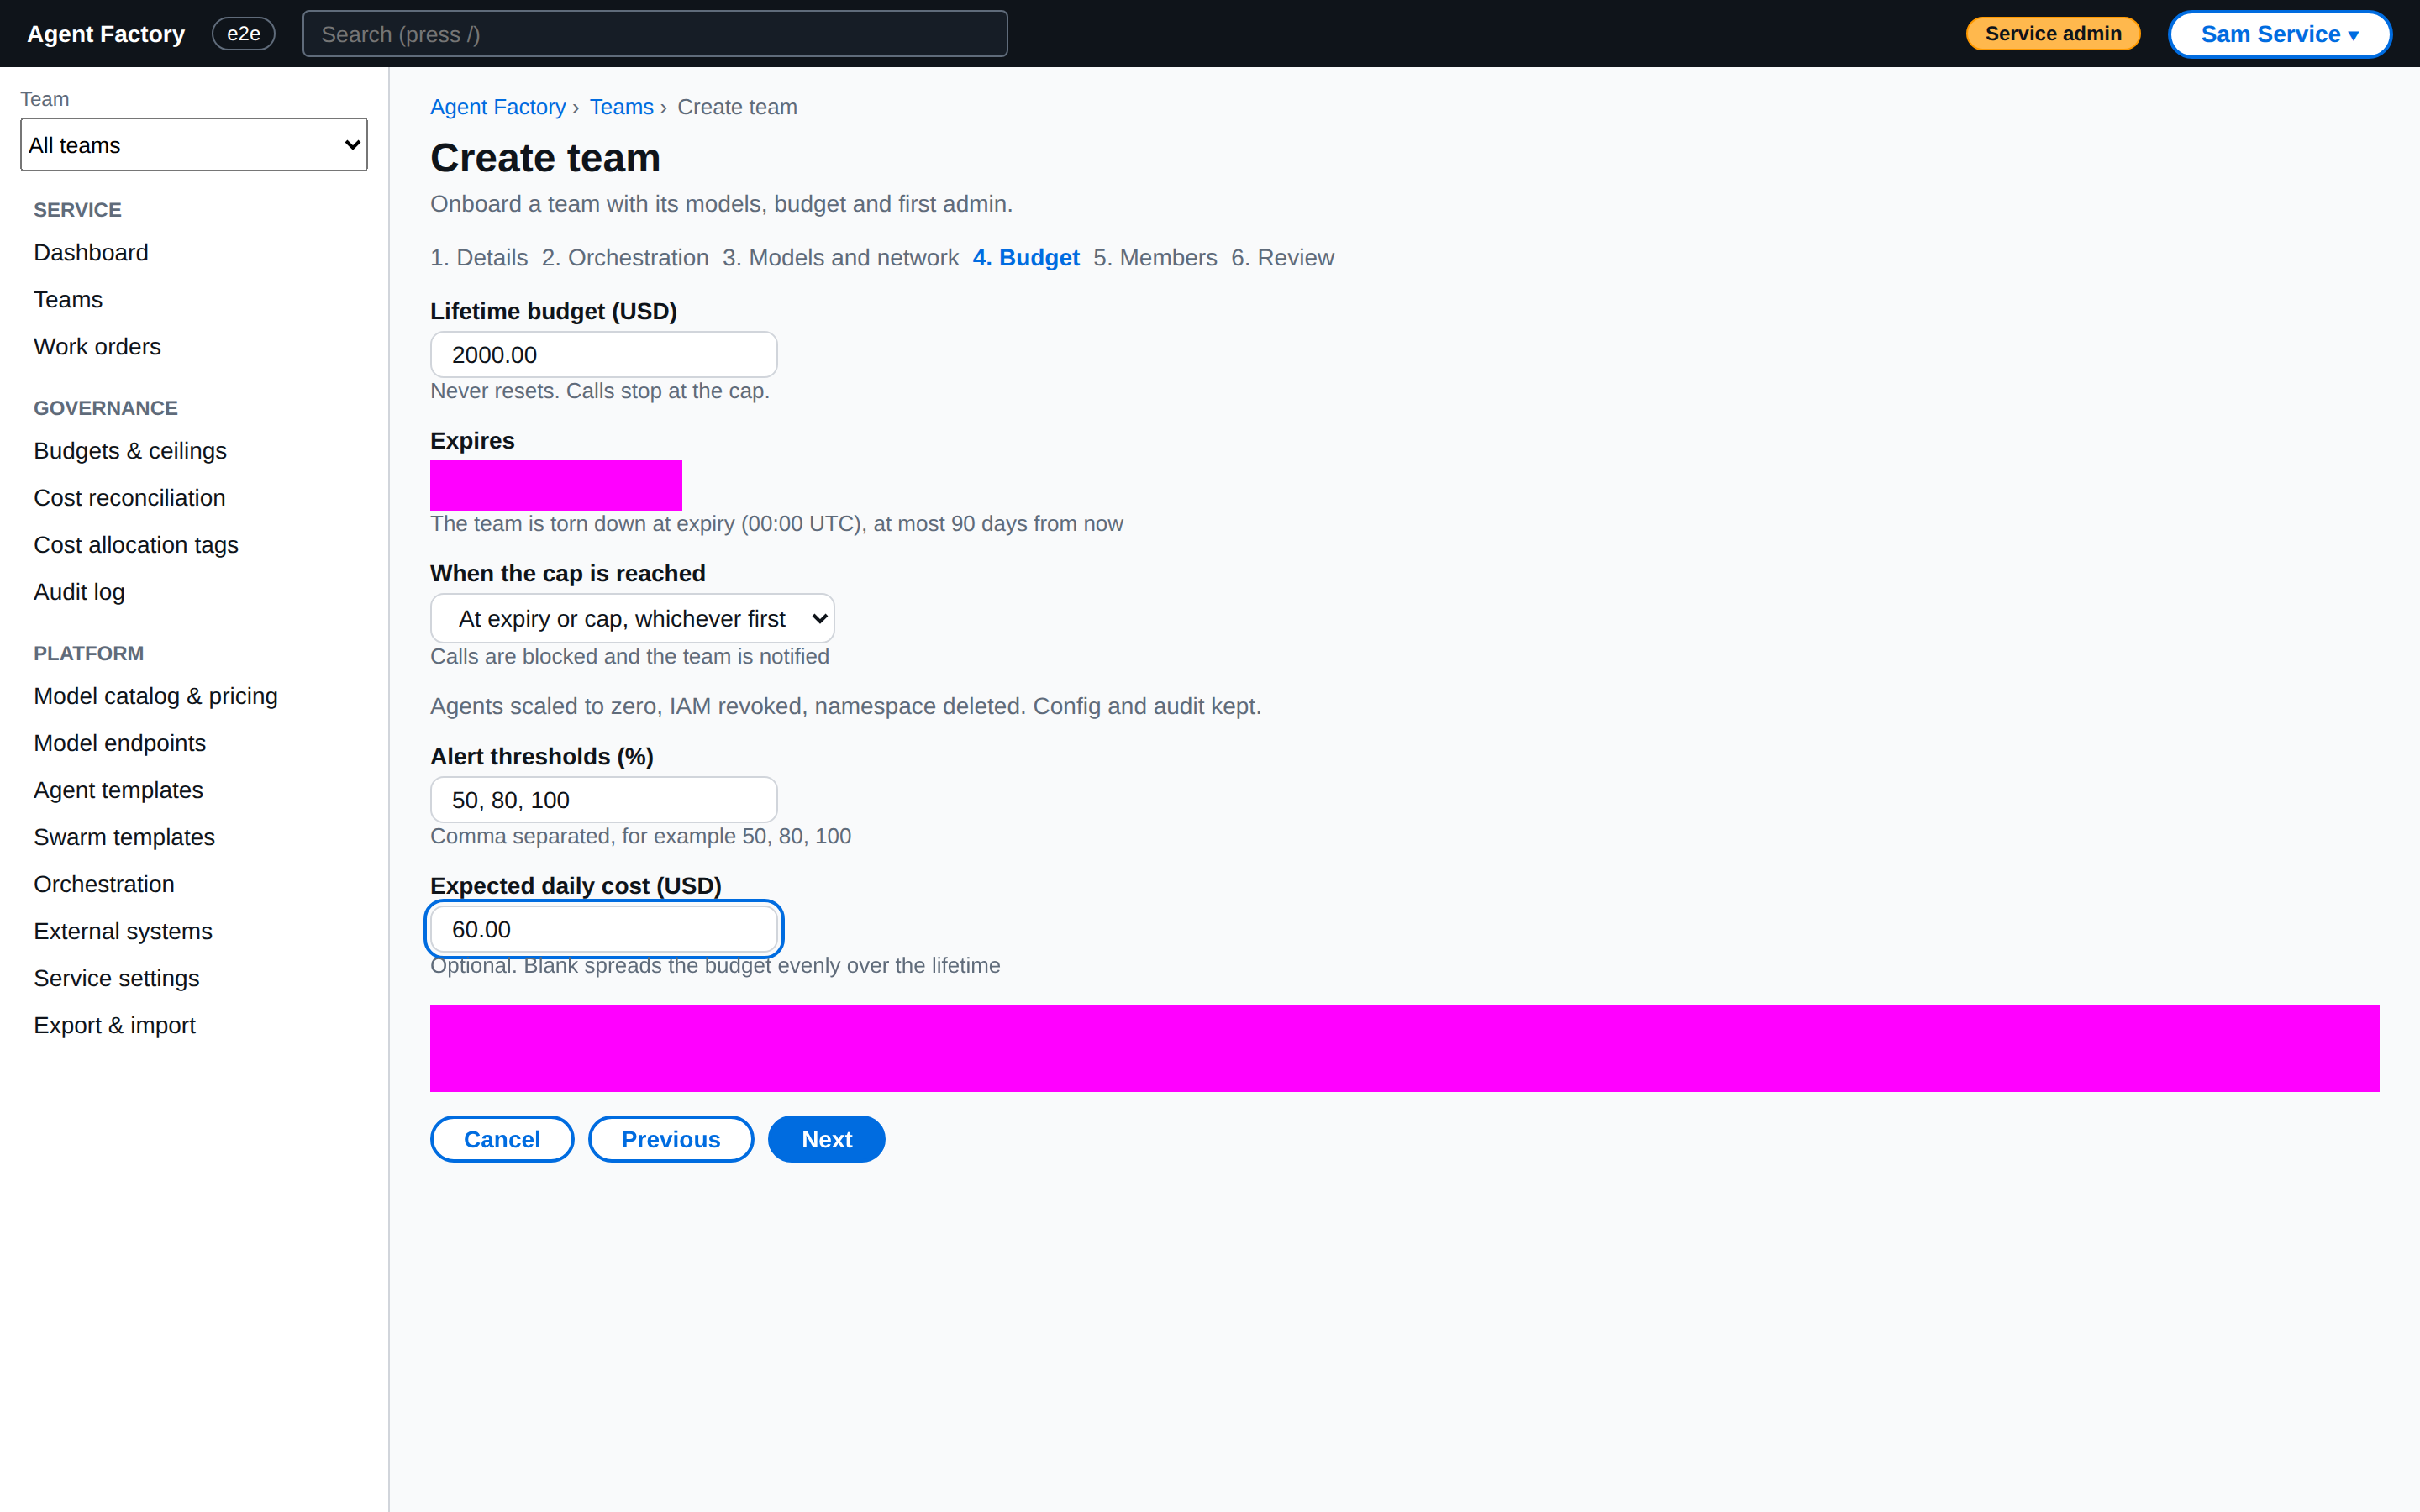 Agent Factory e2e Search (press /) Service admin Sam Service ▾
Team
All teams
SERVICE
Dashboard
Teams
Work orders
GOVERNANCE
Budgets & ceilings
Cost reconciliation
Cost allocation tags
Audit log
PLATFORM
Model catalog & pricing
Model endpoints
Agent templates
Swarm templates
Orchestration
External systems
Service settings
Export & import
Agent Factory › Teams › Create team
Create team
Onboard a team with its models, budget and first admin.
1. Details 2. Orchestration 3. Models and network 4. Budget 5. Members 6. Review
Lifetime budget (USD)
2000.00
Never resets. Calls stop at the cap.
Expires
The team is torn down at expiry (00:00 UTC), at most 90 days from now
When the cap is reached
At expiry or cap, whichever first
Calls are blocked and the team is notified
Agents scaled to zero, IAM revoked, namespace deleted. Config and audit kept.
Alert thresholds (%)
50, 80, 100
Comma separated, for example 50, 80, 100
Expected daily cost (USD)
60.00
Optional. Blank spreads the budget evenly over the lifetime
Cancel Previous Next